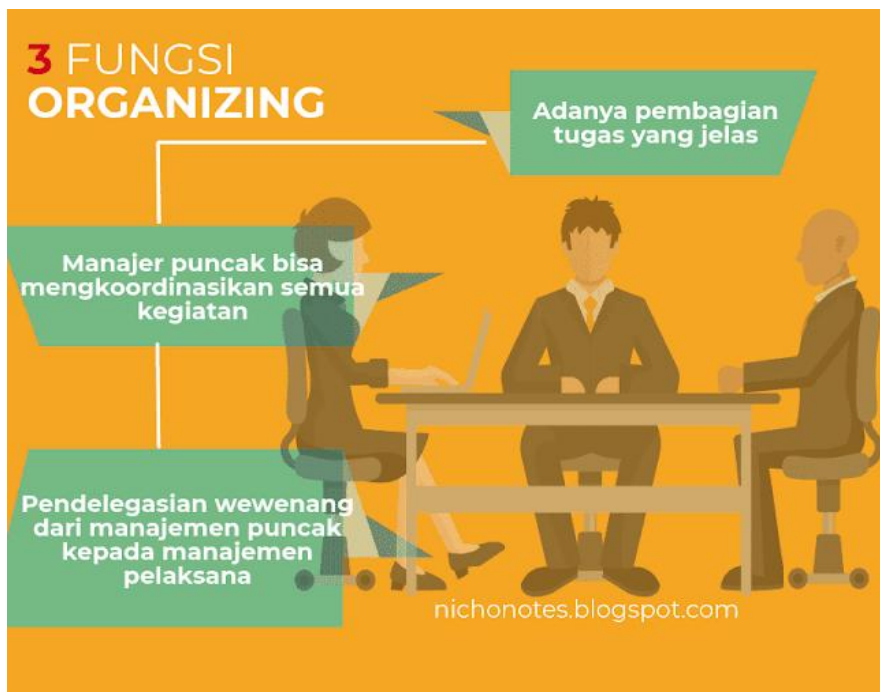 3 FUNGSI
ORGANIZING
Adanya pembagian
tugas yang jelas
Manajer puncak bisa
mengkoordinasikan semua
kegiatan
Pendelegasian wewenang
dari manajemen puncak
kepada manajemen
pelaksana
nichonotes.blogspot.com